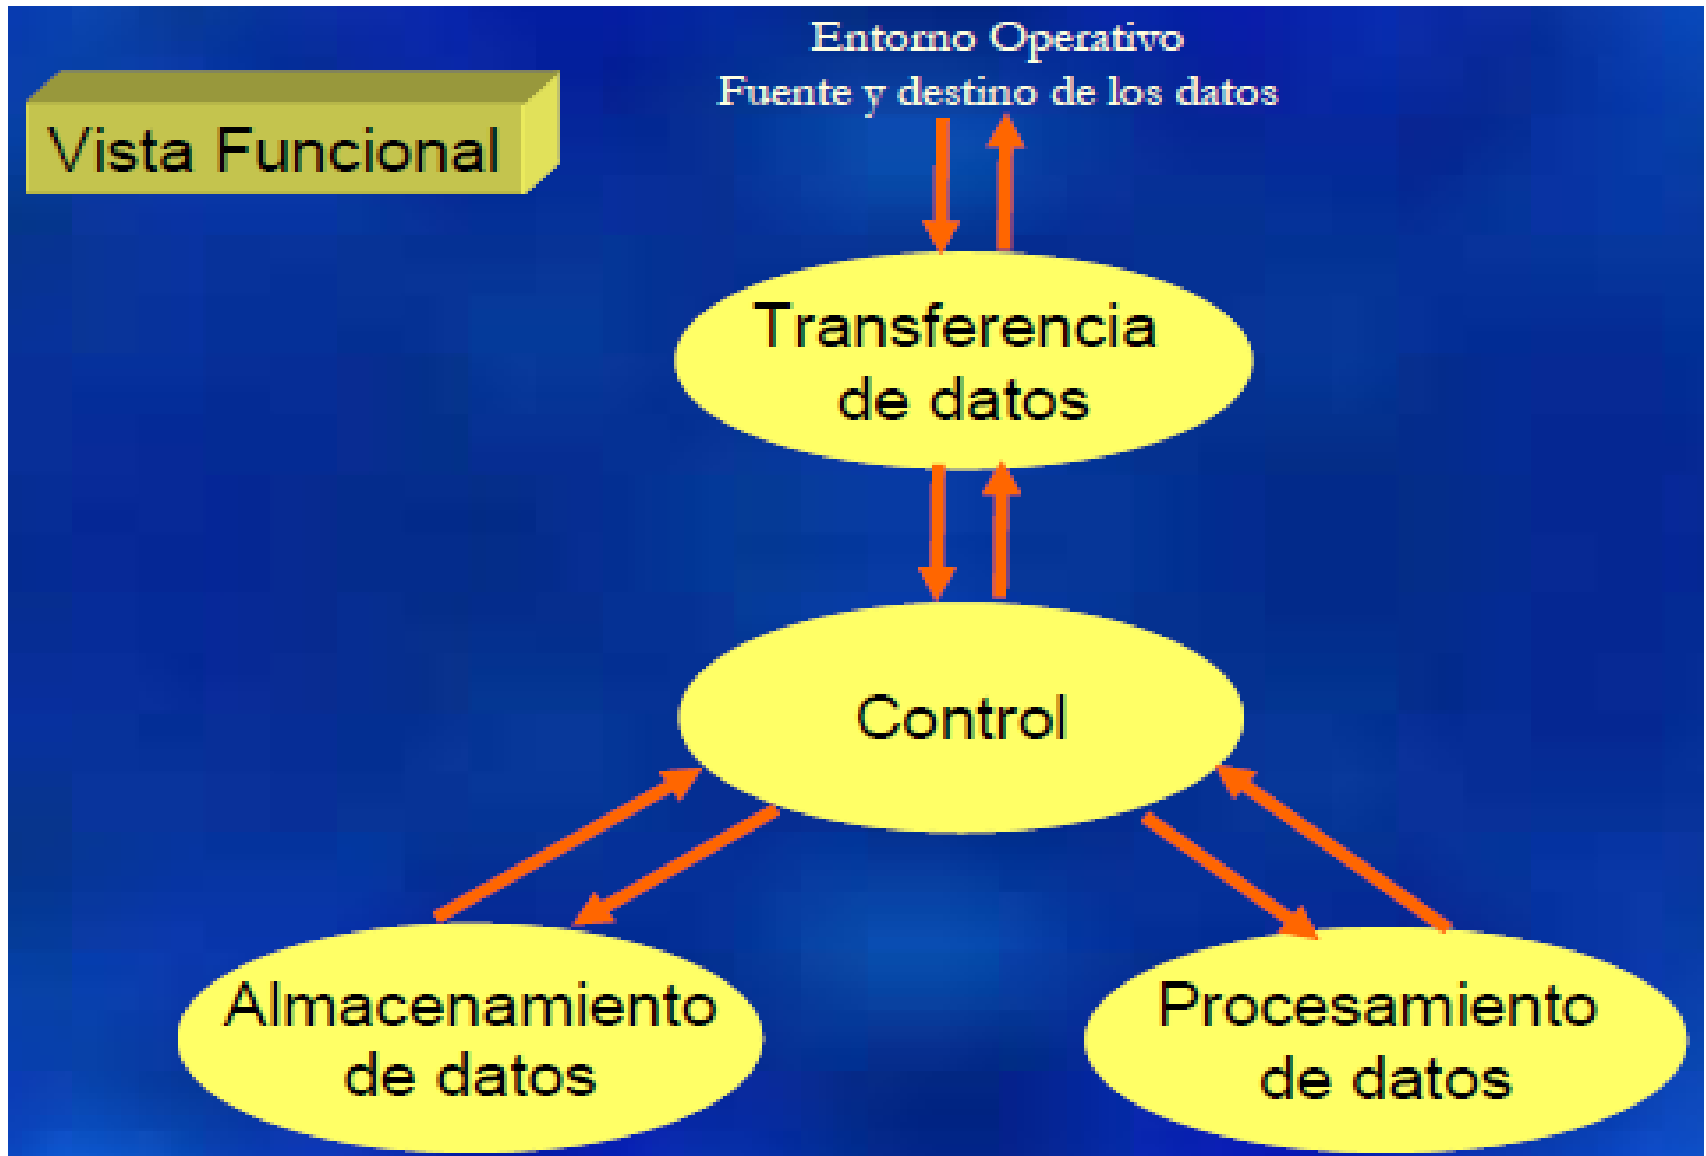 Entorno Operativo
Fuente y destino de los datos
Vista Funcional
Transferencia
de datos
Control
Almacenamiento
de datos
Procesamiento
de datos